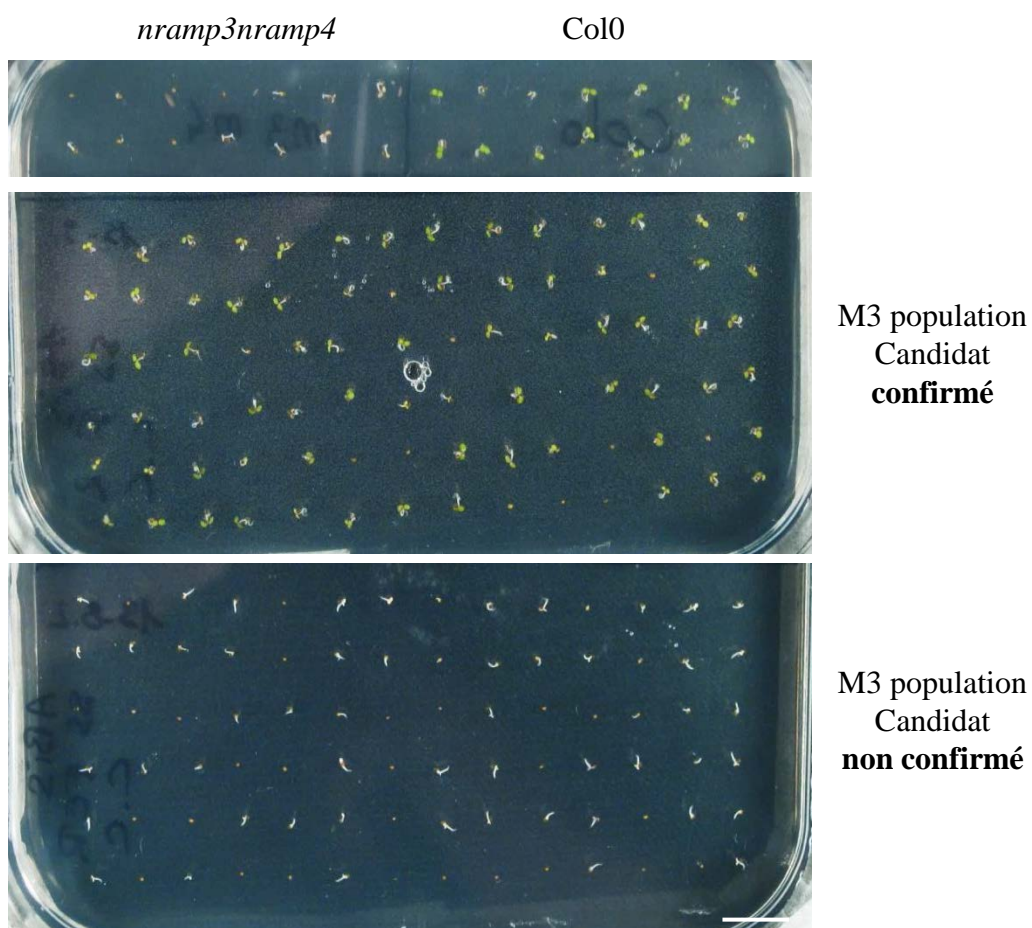 nramp3nramp4 Col0
M3 population
Candidat
confirmé
M3 population
Candidat
non confirmé